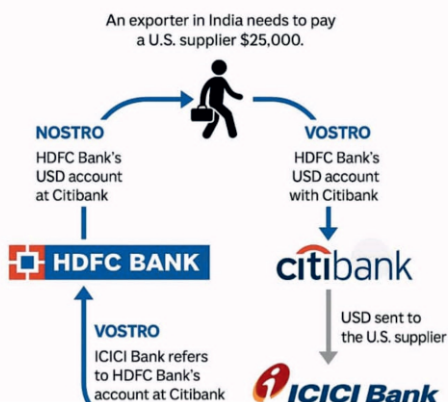 An exporter in India needs to pay
a U.S. supplier $25,000.
NOSTRO
HDFC Bank's
USD account
at Citibank
VOSTRO
HDFC Bank's
USD account
with Citibank
HDFC BANK
citibank
VOSTRO
ICICI Bank refers
to HDFC Bank's
account at Citibank
USD sent to
the U.S. supplier
ICICI Bank